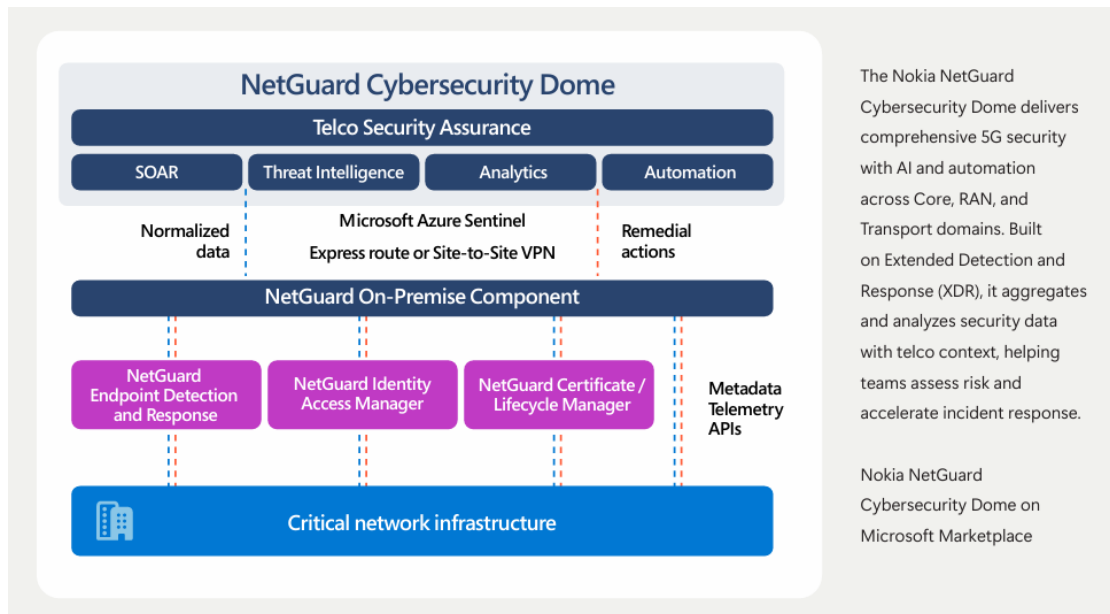 NetGuard Cybersecurity Dome
Telco Security Assurance
SOAR
Threat Intelligence
Analytics
Automation
Normalized
data
Microsoft Azure Sentinel
Express route or Site-to-Site VPN
Remedial
actions
NetGuard On-Premise Component
NetGuard
Endpoint Detection
and Response
NetGuard Identity
Access Manager
NetGuard Certificate /
Lifecycle Manager
Metadata
Telemetry
APIs
Critical network infrastructure
The Nokia NetGuard
Cybersecurity Dome delivers
comprehensive 5G security
with AI and automation
across Core, RAN, and
Transport domains. Built
on Extended Detection and
Response (XDR), it aggregates
and analyzes security data
with telco context, helping
teams assess risk and
accelerate incident response.
Nokia NetGuard
Cybersecurity Dome on
Microsoft Marketplace